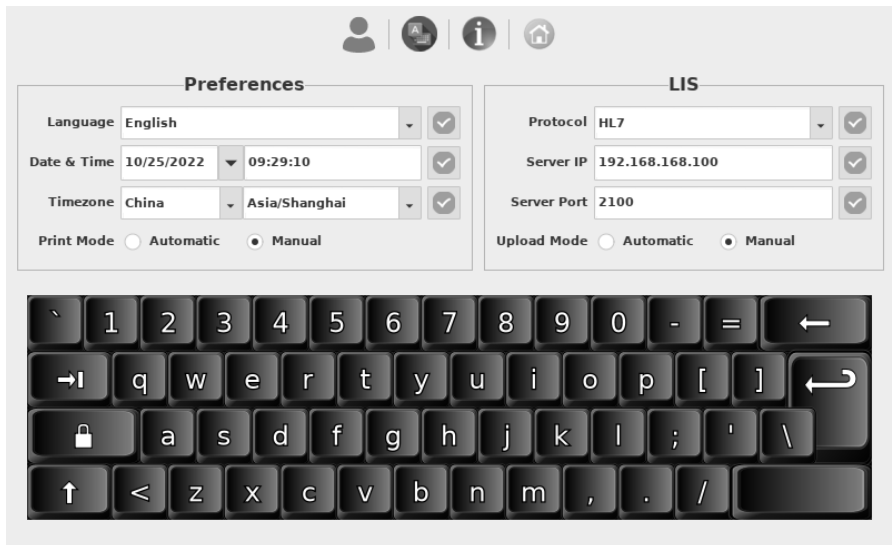 A
i
Preferences
Language English
Date & Time 10/25/2022 09:29:10
Timezone China Asia/Shanghai
Print Mode Automatic Manual
LIS
Protocol HL7
Server IP 192.168.168.100
Server Port 2100
Upload Mode Automatic Manual
` 1 2 3 4 5 6 7 8 9 0 - =
q w e r t y u i o p [ ]
a s d f g h j k l ; ' \
< z x c v b n m , . /